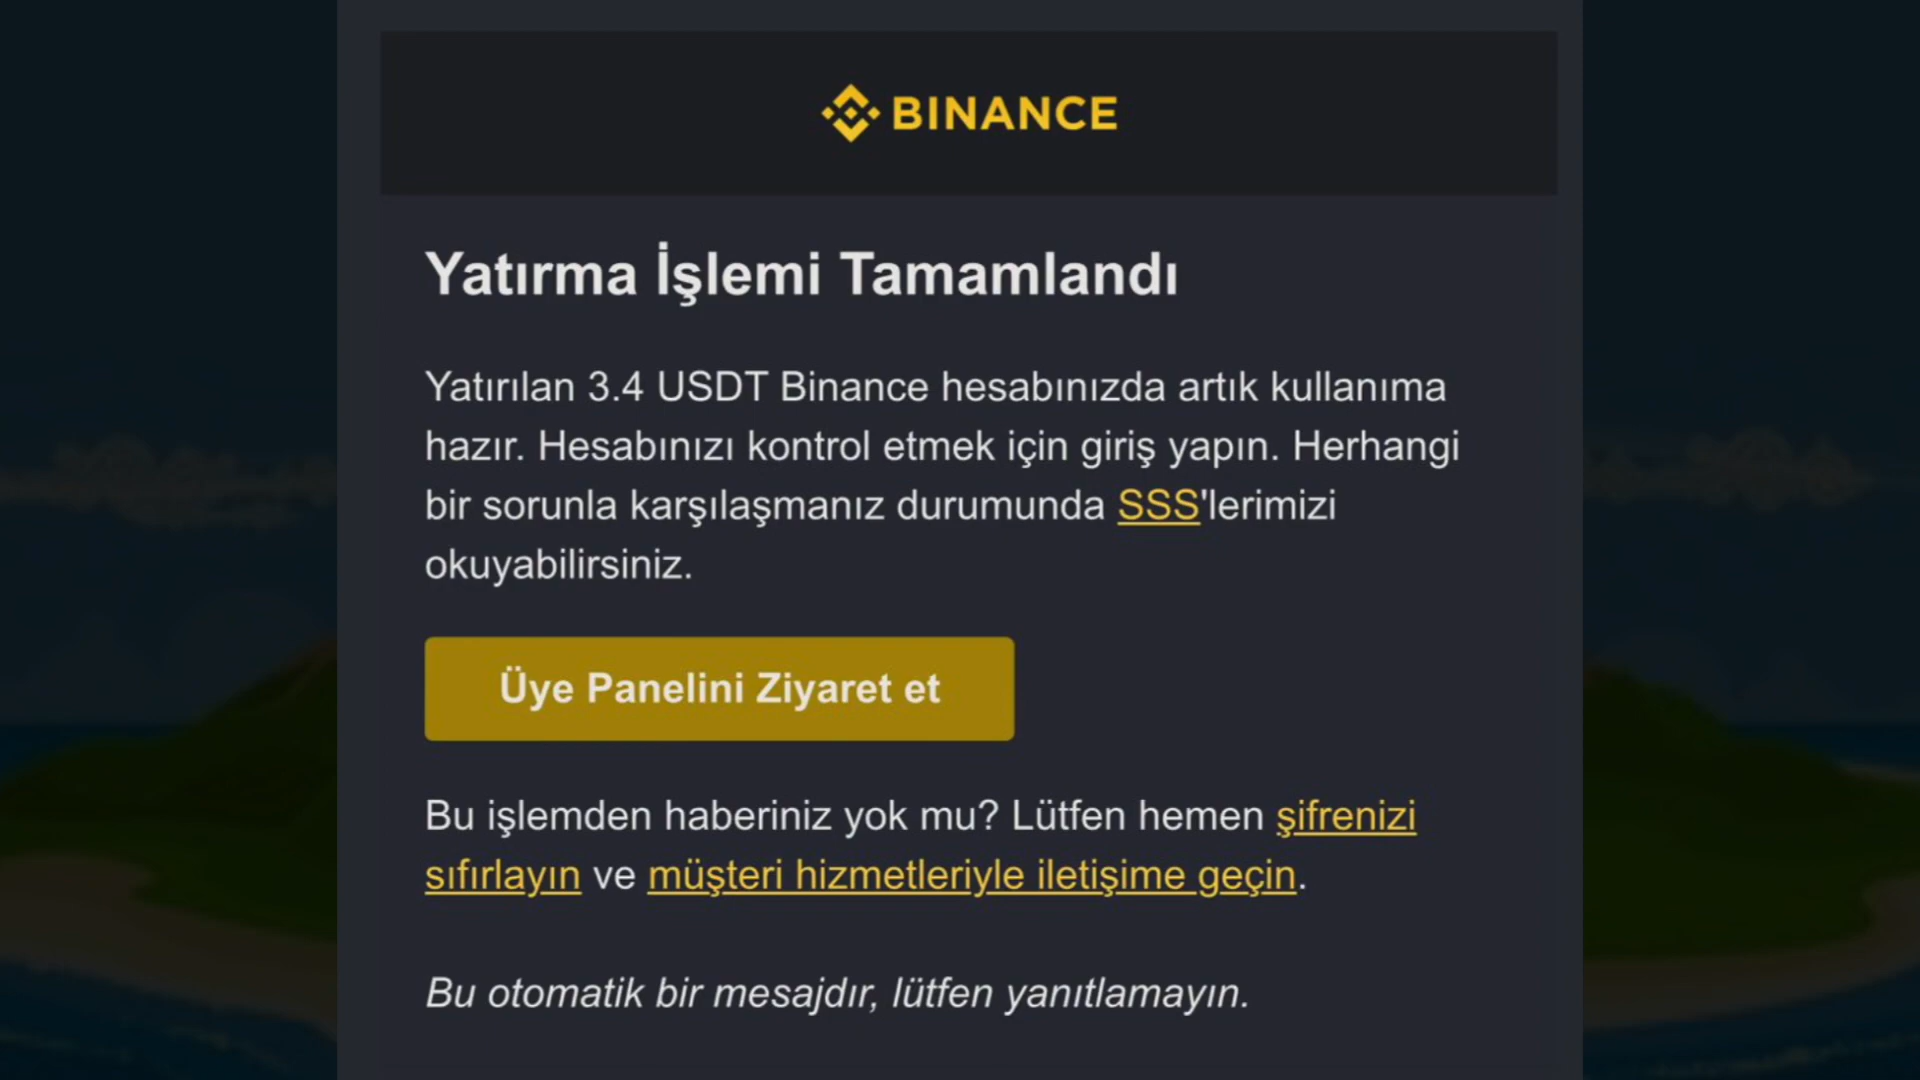 BINANCE
Yatırma İşlemi Tamamlandı
Yatırılan 3.4 USDT Binance hesabınızda artık kullanıma
hazır. Hesabınızı kontrol etmek için giriş yapın. Herhangi
bir sorunla karşılaşmanız durumunda SSS'lerimizi
okuyabilirsiniz.
Üye Panelini Ziyaret et
Bu işlemden haberiniz yok mu? Lütfen hemen şifrenizi
sıfırlayın ve müşteri hizmetleriyle iletişime geçin.
Bu otomatik bir mesajdır, lütfen yanıtlamayın.